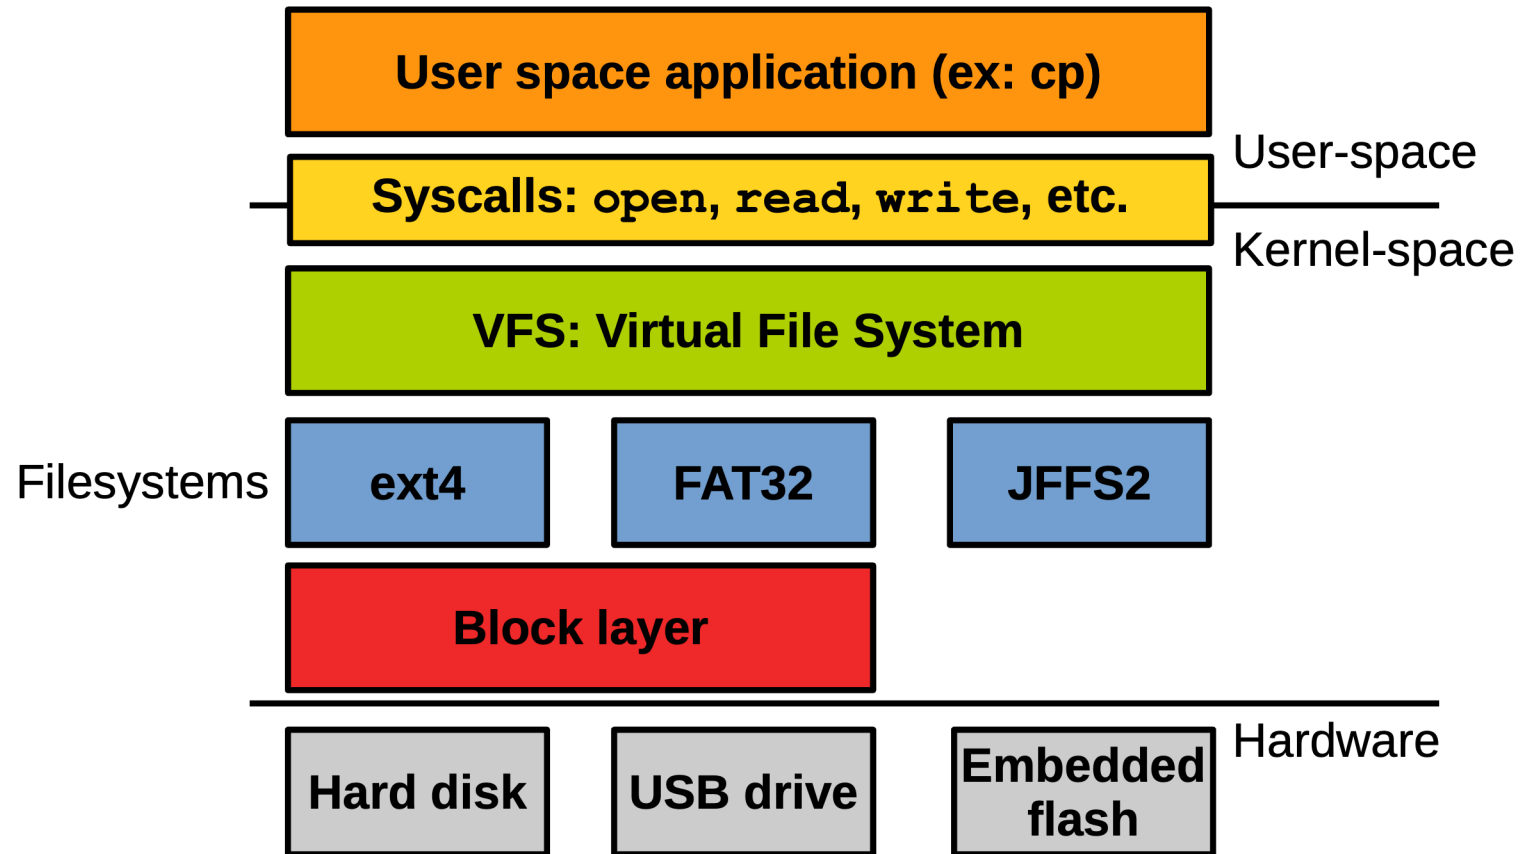 User space application (ex: cp)
User-space
Syscalls: open, read, write, etc.
Kernel-space
VFS: Virtual File System
Filesystems
ext4
FAT32
JFFS2
Block layer
Hardware
Hard disk
USB drive
Embedded
flash